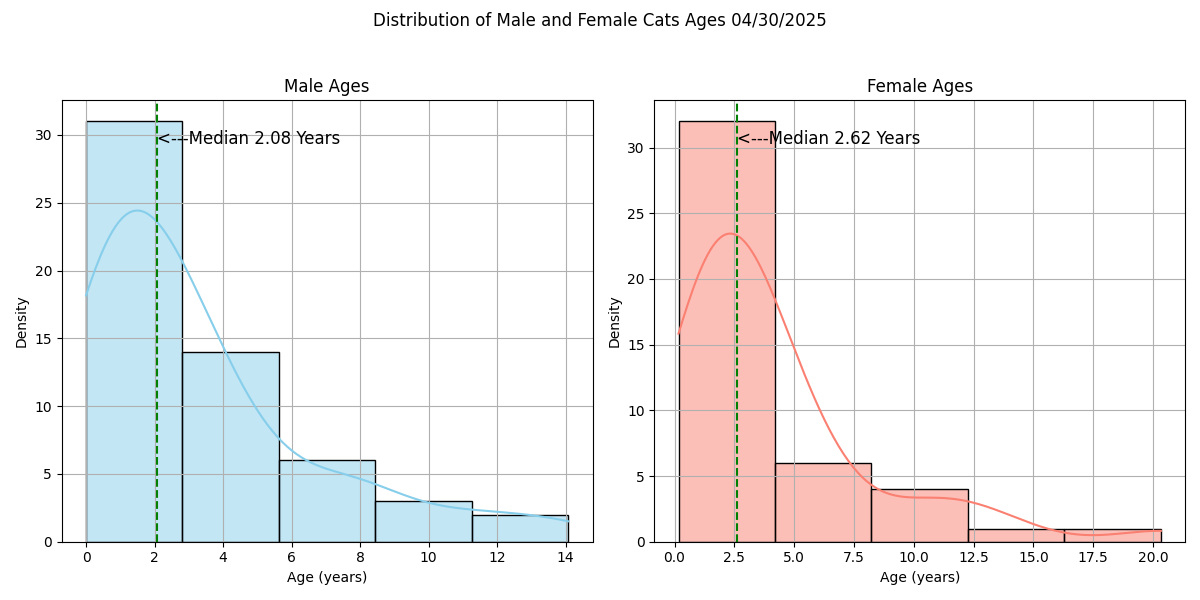 Distribution of Male and Female Cats Ages 04/30/2025
Male Ages
Density
30
25
20
15
10
5
0
<---Median 2.08 Years
0 2 4 6 8 10 12 14
Age (years)
Female Ages
Density
30
25
20
15
10
5
0
<---Median 2.62 Years
0.0 2.5 5.0 7.5 10.0 12.5 15.0 17.5 20.0
Age (years)